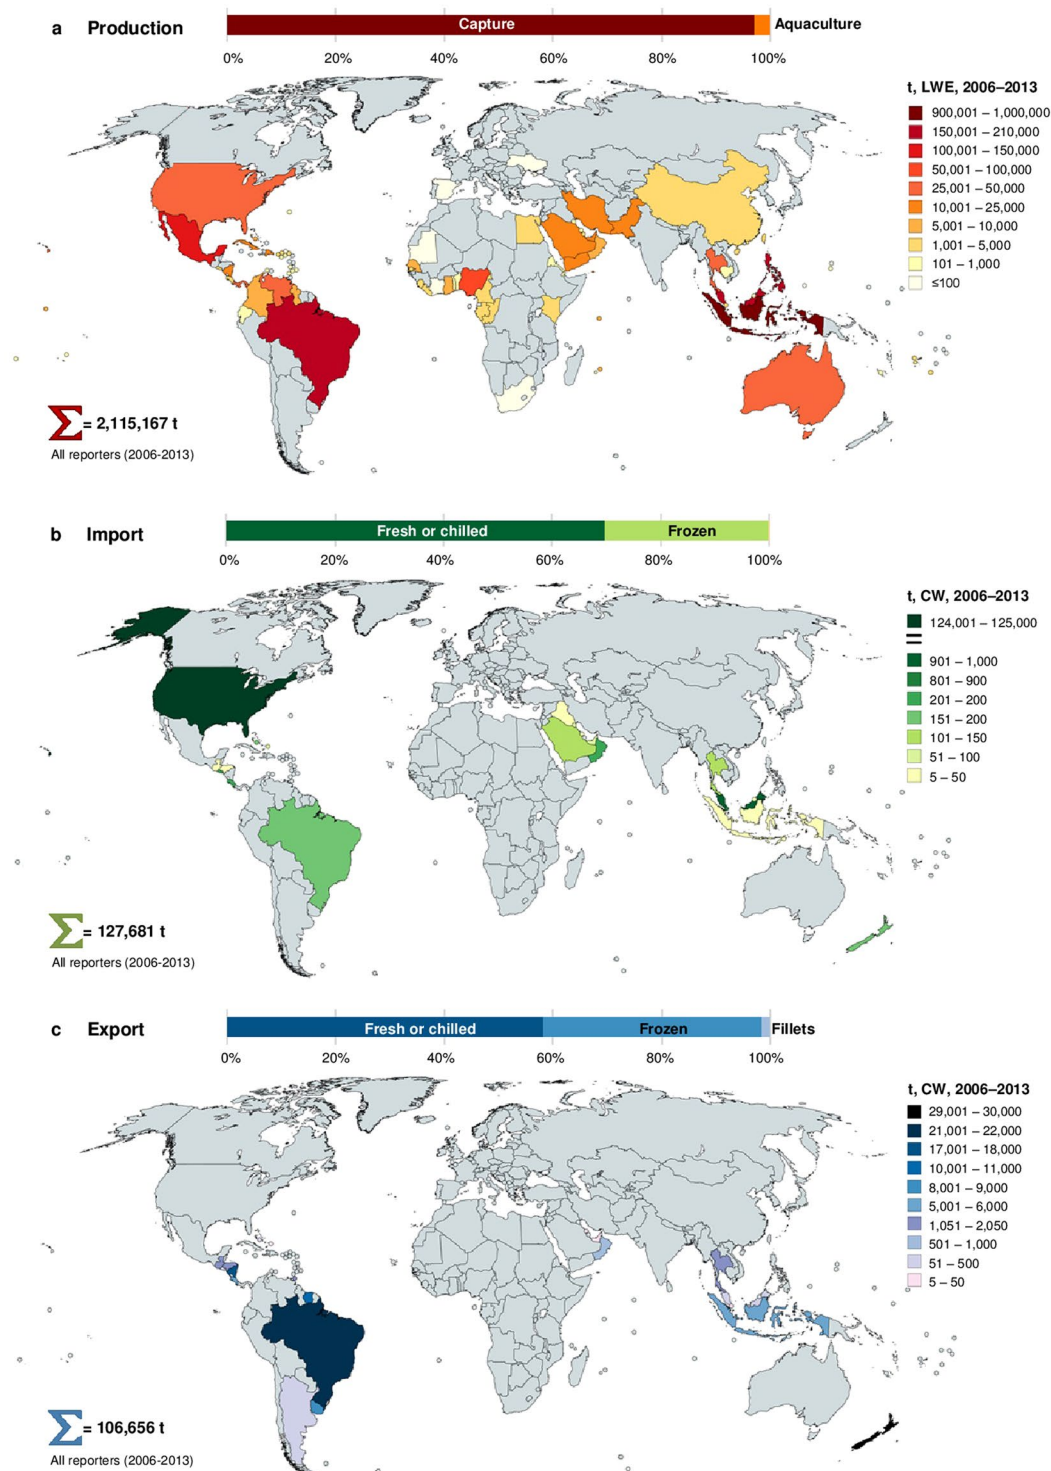 a Production
Capture
Aquaculture
0% 20% 40% 60% 80% 100%
t, LWE, 2006–2013
900,001 – 1,000,000
150,001 – 210,000
100,001 – 150,000
50,001 – 100,000
25,001 – 50,000
10,001 – 25,000
5,001 – 10,000
1,001 – 5,000
101 – 1,000
≤100
Σ = 2,115,167 t
All reporters (2006-2013)
b Import
Fresh or chilled
Frozen
0% 20% 40% 60% 80% 100%
t, CW, 2006–2013
124,001 – 125,000
901 – 1,000
801 – 900
201 – 200
151 – 200
101 – 150
51 – 100
5 – 50
Σ = 127,681 t
All reporters (2006-2013)
c Export
Fresh or chilled
Frozen
Fillets
0% 20% 40% 60% 80% 100%
t, CW, 2006–2013
29,001 – 30,000
21,001 – 22,000
17,001 – 18,000
10,001 – 11,000
8,001 – 9,000
5,001 – 6,000
1,051 – 2,050
501 – 1,000
51 – 500
5 – 50
Σ = 106,656 t
All reporters (2006-2013)